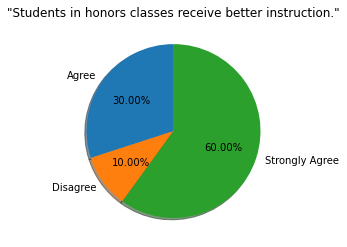 "Students in honors classes receive better instruction."
Agree
30.00%
10.00%
Disagree
60.00%
Strongly Agree